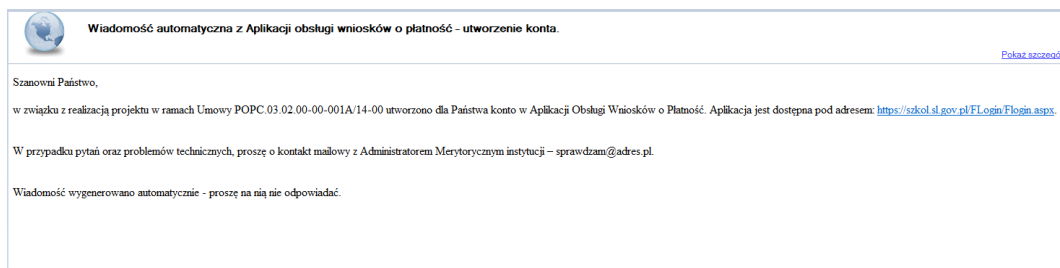 Wiadomość automatyczna z Aplikacji obsługi wniosków o płatność - utworzenie konta.
Pokaż szczegó
Szanowni Państwo,
w związku z realizacją projektu w ramach Umowy POPC.03.02.00-00-001A/14-00 utworzono dla Państwa konto w Aplikacji Obsługi Wniosków o Płatność. Aplikacja jest dostępna pod adresem: https://szkol.sl.gov.pl/FLogin/Flogin.aspx.
W przypadku pytań oraz problemów technicznych, proszę o kontakt mailowy z Administratorem Merytorycznym instytucji – sprawdzam@adres.pl.
Wiadomość wygenerowano automatycznie - proszę na nią nie odpowiadać.